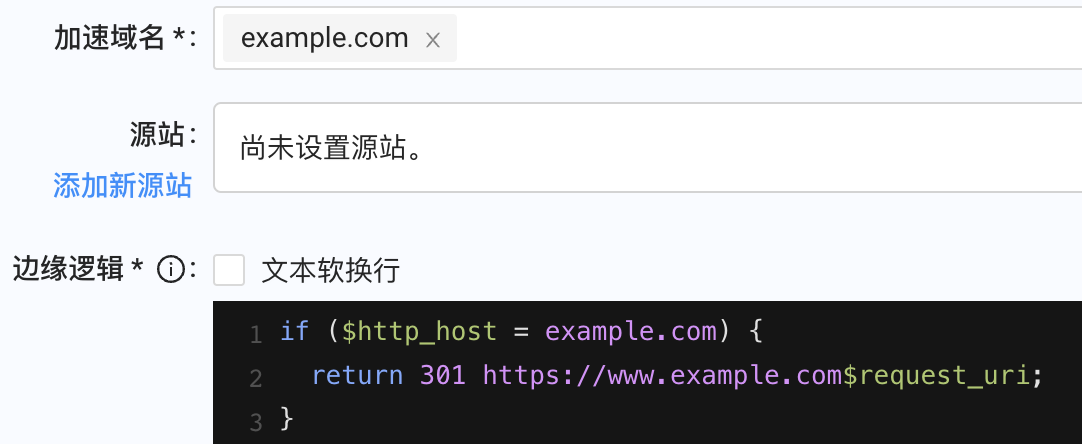 加速域名 *: example.com ×
源站: 尚未设置源站。
添加新源站
边缘逻辑 * ⓘ: 文本软换行
1 if ($http_host = example.com) {
2   return 301 https://www.example.com$request_uri;
3 }